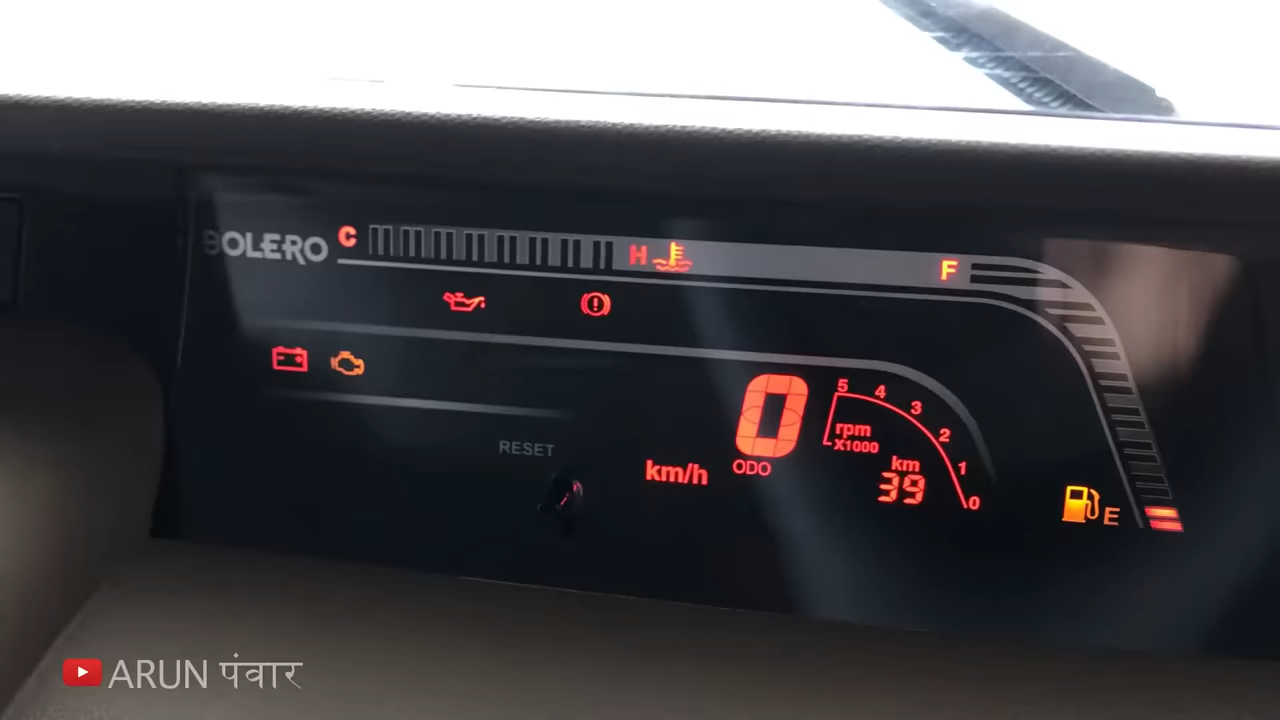 BOLERO
C
H
F
RESET
km/h
0
ODO
5 4 3 2 1 0
rpm
X1000
km
39
E
ARUN पंवार